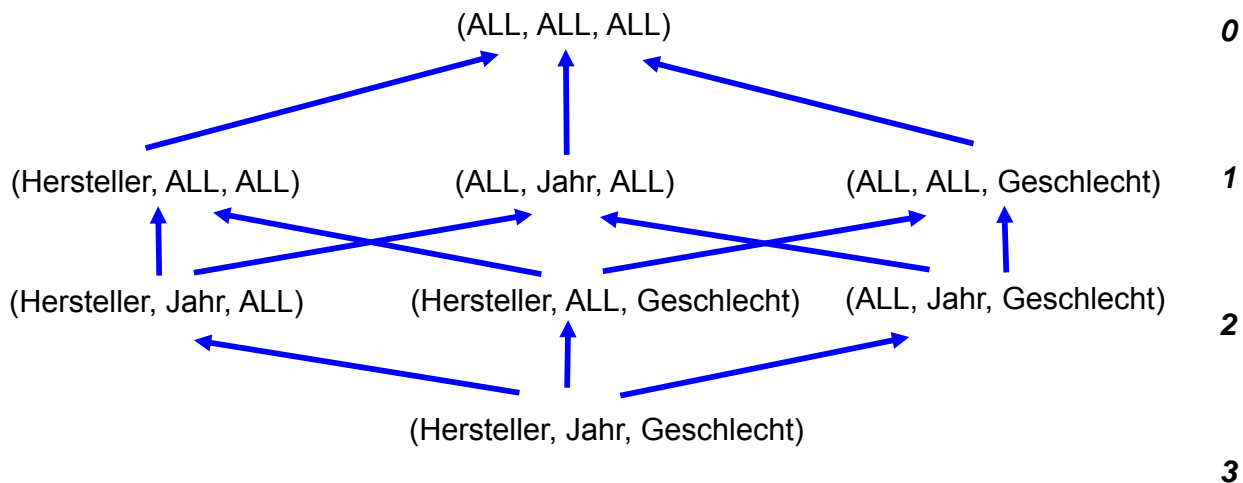 (ALL, ALL, ALL) 0
(Hersteller, ALL, ALL) (ALL, Jahr, ALL) (ALL, ALL, Geschlecht) 1
(Hersteller, Jahr, ALL) (Hersteller, ALL, Geschlecht) (ALL, Jahr, Geschlecht)
2
(Hersteller, Jahr, Geschlecht)
3